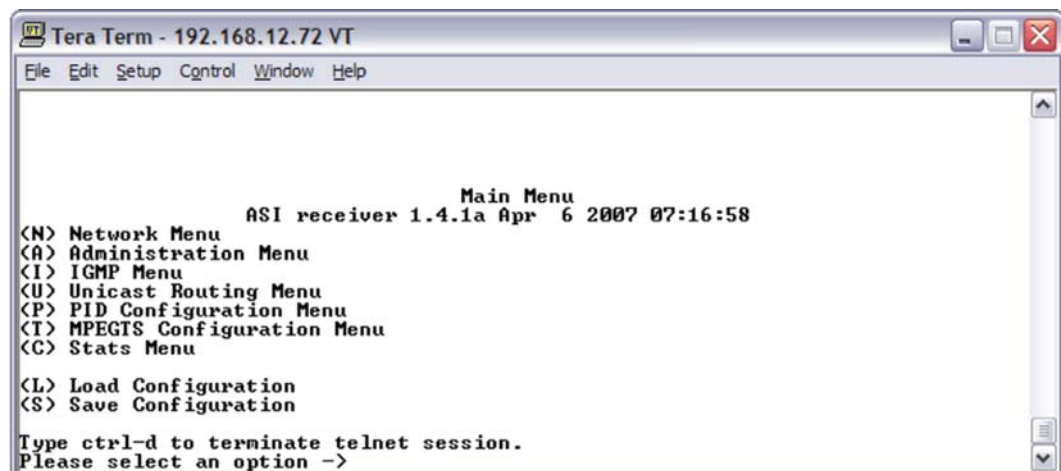 Tera Term - 192.168.12.72 VT
File Edit Setup Control Window Help
Main Menu
ASI receiver 1.4.1a Apr 6 2007 07:16:58
(N) Network Menu
(A) Administration Menu
(I) IGMP Menu
(U) Unicast Routing Menu
(P) PID Configuration Menu
(T) MPEGTS Configuration Menu
(C) Stats Menu
(L) Load Configuration
(S) Save Configuration
Type ctrl-d to terminate telnet session.
Please select an option ->